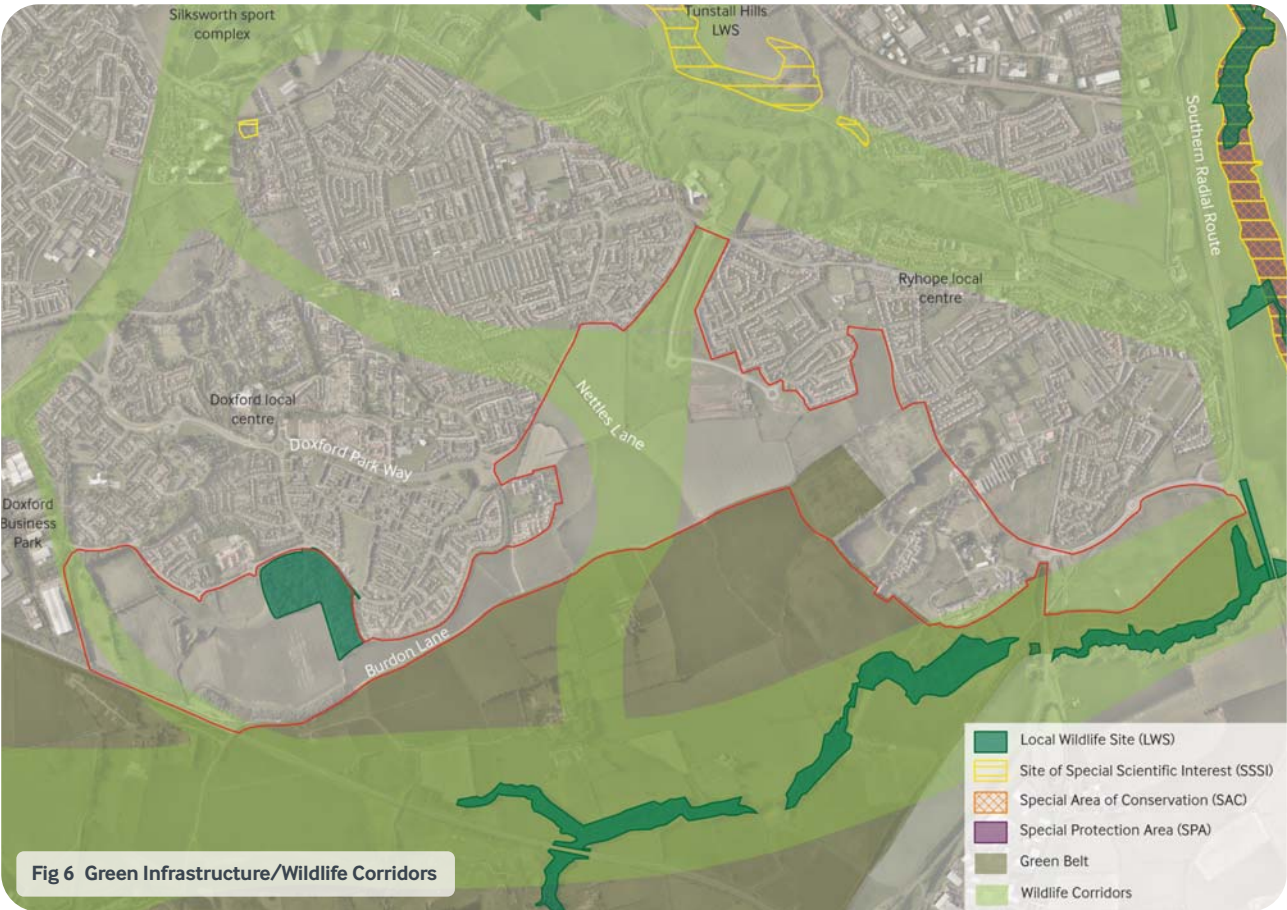 Silksworth sport
complex
Tunstall Hills
LWS
Southern Radial Route
Ryhope local
centre
Nettles Lane
Doxford local
centre
Doxford Park Way
Doxford
Business
Park
Burdon Lane
Local Wildlife Site (LWS)
Site of Special Scientific Interest (SSSI)
Special Area of Conservation (SAC)
Special Protection Area (SPA)
Green Belt
Wildlife Corridors
Fig 6 Green Infrastructure/Wildlife Corridors